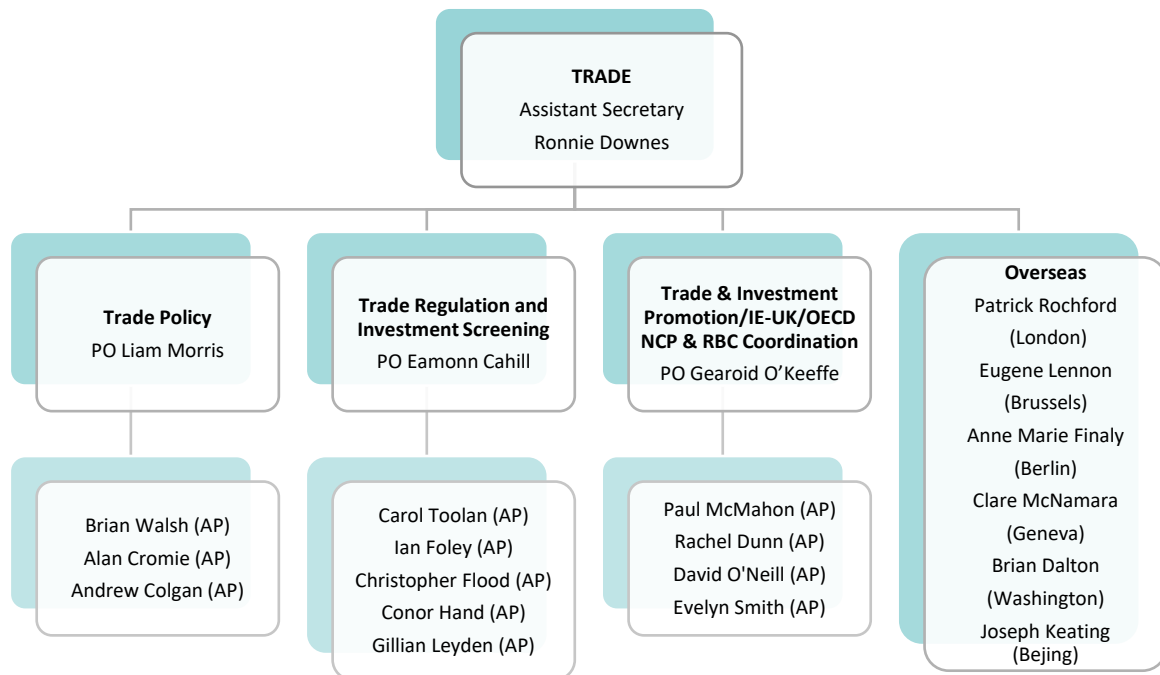 TRADE
Assistant Secretary
Ronnie Downes
Trade Policy
PO Liam Morris
Trade Regulation and
Investment Screening
PO Eamonn Cahill
Trade & Investment
Promotion/IE-UK/OECD
NCP & RBC Coordination
PO Gearoid O’Keeffe
Overseas
Patrick Rochford
(London)
Eugene Lennon
(Brussels)
Anne Marie Finaly
(Berlin)
Clare McNamara
(Geneva)
Brian Dalton
(Washington)
Joseph Keating
(Bejing)
Brian Walsh (AP)
Alan Cromie (AP)
Andrew Colgan (AP)
Carol Toolan (AP)
Ian Foley (AP)
Christopher Flood (AP)
Conor Hand (AP)
Gillian Leyden (AP)
Paul McMahon (AP)
Rachel Dunn (AP)
David O'Neill (AP)
Evelyn Smith (AP)